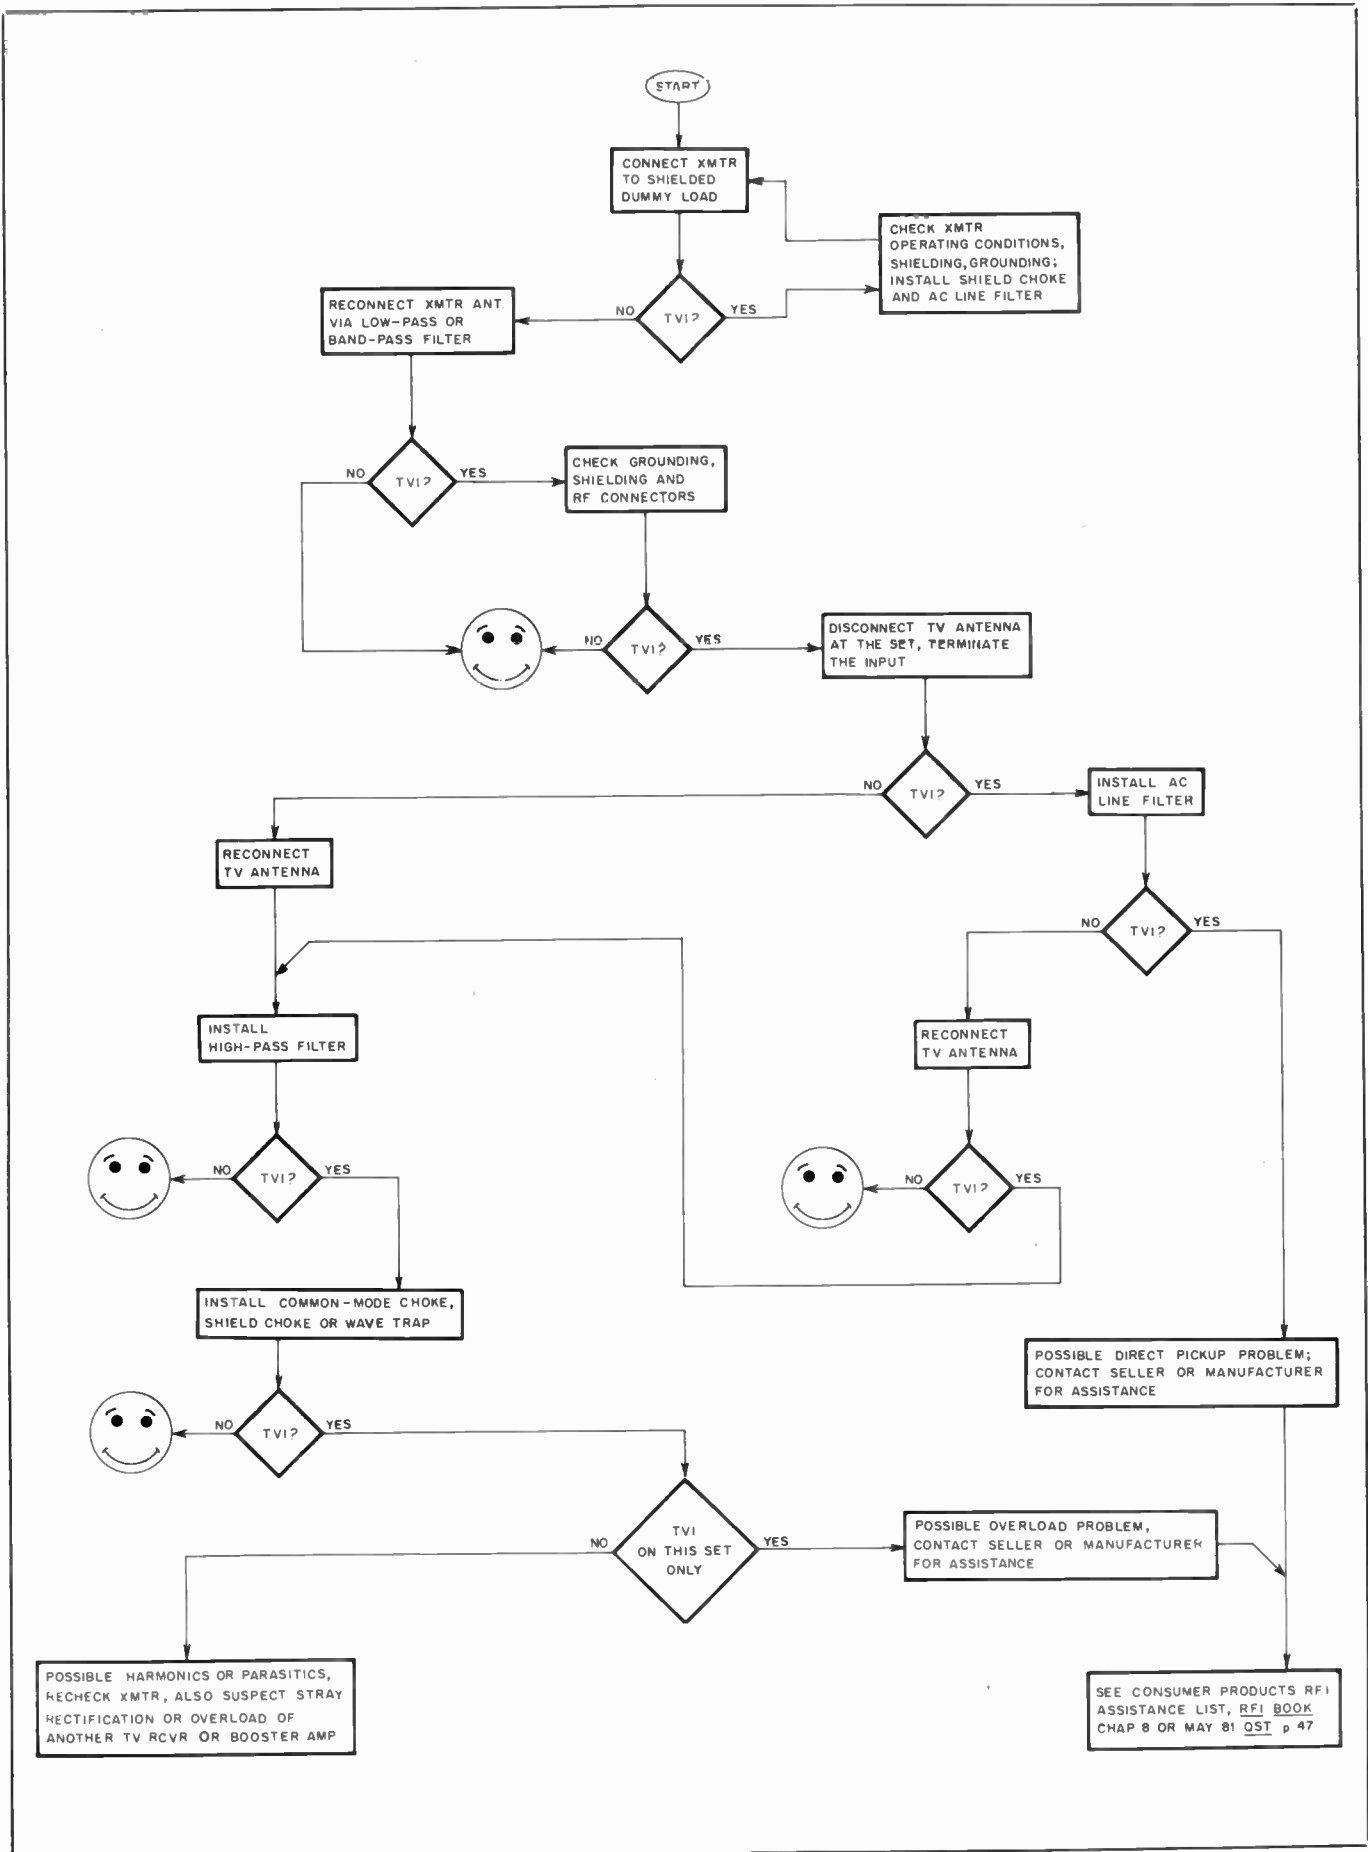 START
CONNECT XMTR
TO SHIELDED
DUMMY LOAD
CHECK XMTR
OPERATING CONDITIONS,
SHIELDING, GROUNDING;
INSTALL SHIELD CHOKE
AND AC LINE FILTER
RECONNECT XMTR ANT.
VIA LOW-PASS OR
BAND-PASS FILTER
NO
TVI?
YES
NO
TVI?
YES
CHECK GROUNDING,
SHIELDING AND
RF CONNECTORS
NO
TVI?
YES
DISCONNECT TV ANTENNA
AT THE SET, TERMINATE
THE INPUT
NO
TVI?
YES
INSTALL AC
LINE FILTER
RECONNECT
TV ANTENNA
NO
TVI?
YES
INSTALL
HIGH-PASS FILTER
RECONNECT
TV ANTENNA
NO
TVI?
YES
NO
TVI?
YES
INSTALL COMMON-MODE CHOKE,
SHIELD CHOKE OR WAVE TRAP
POSSIBLE DIRECT PICKUP PROBLEM;
CONTACT SELLER OR MANUFACTURER
FOR ASSISTANCE
NO
TVI?
YES
NO
TVI
ON THIS SET
ONLY
YES
POSSIBLE OVERLOAD PROBLEM,
CONTACT SELLER OR MANUFACTURER
FOR ASSISTANCE
POSSIBLE HARMONICS OR PARASITICS,
RECHECK XMTR, ALSO SUSPECT STRAY
RECTIFICATION OR OVERLOAD OF
ANOTHER TV RCVR OR BOOSTER AMP
SEE CONSUMER PRODUCTS RFI
ASSISTANCE LIST, RFI BOOK
CHAP 8 OR MAY 81 QST p 47